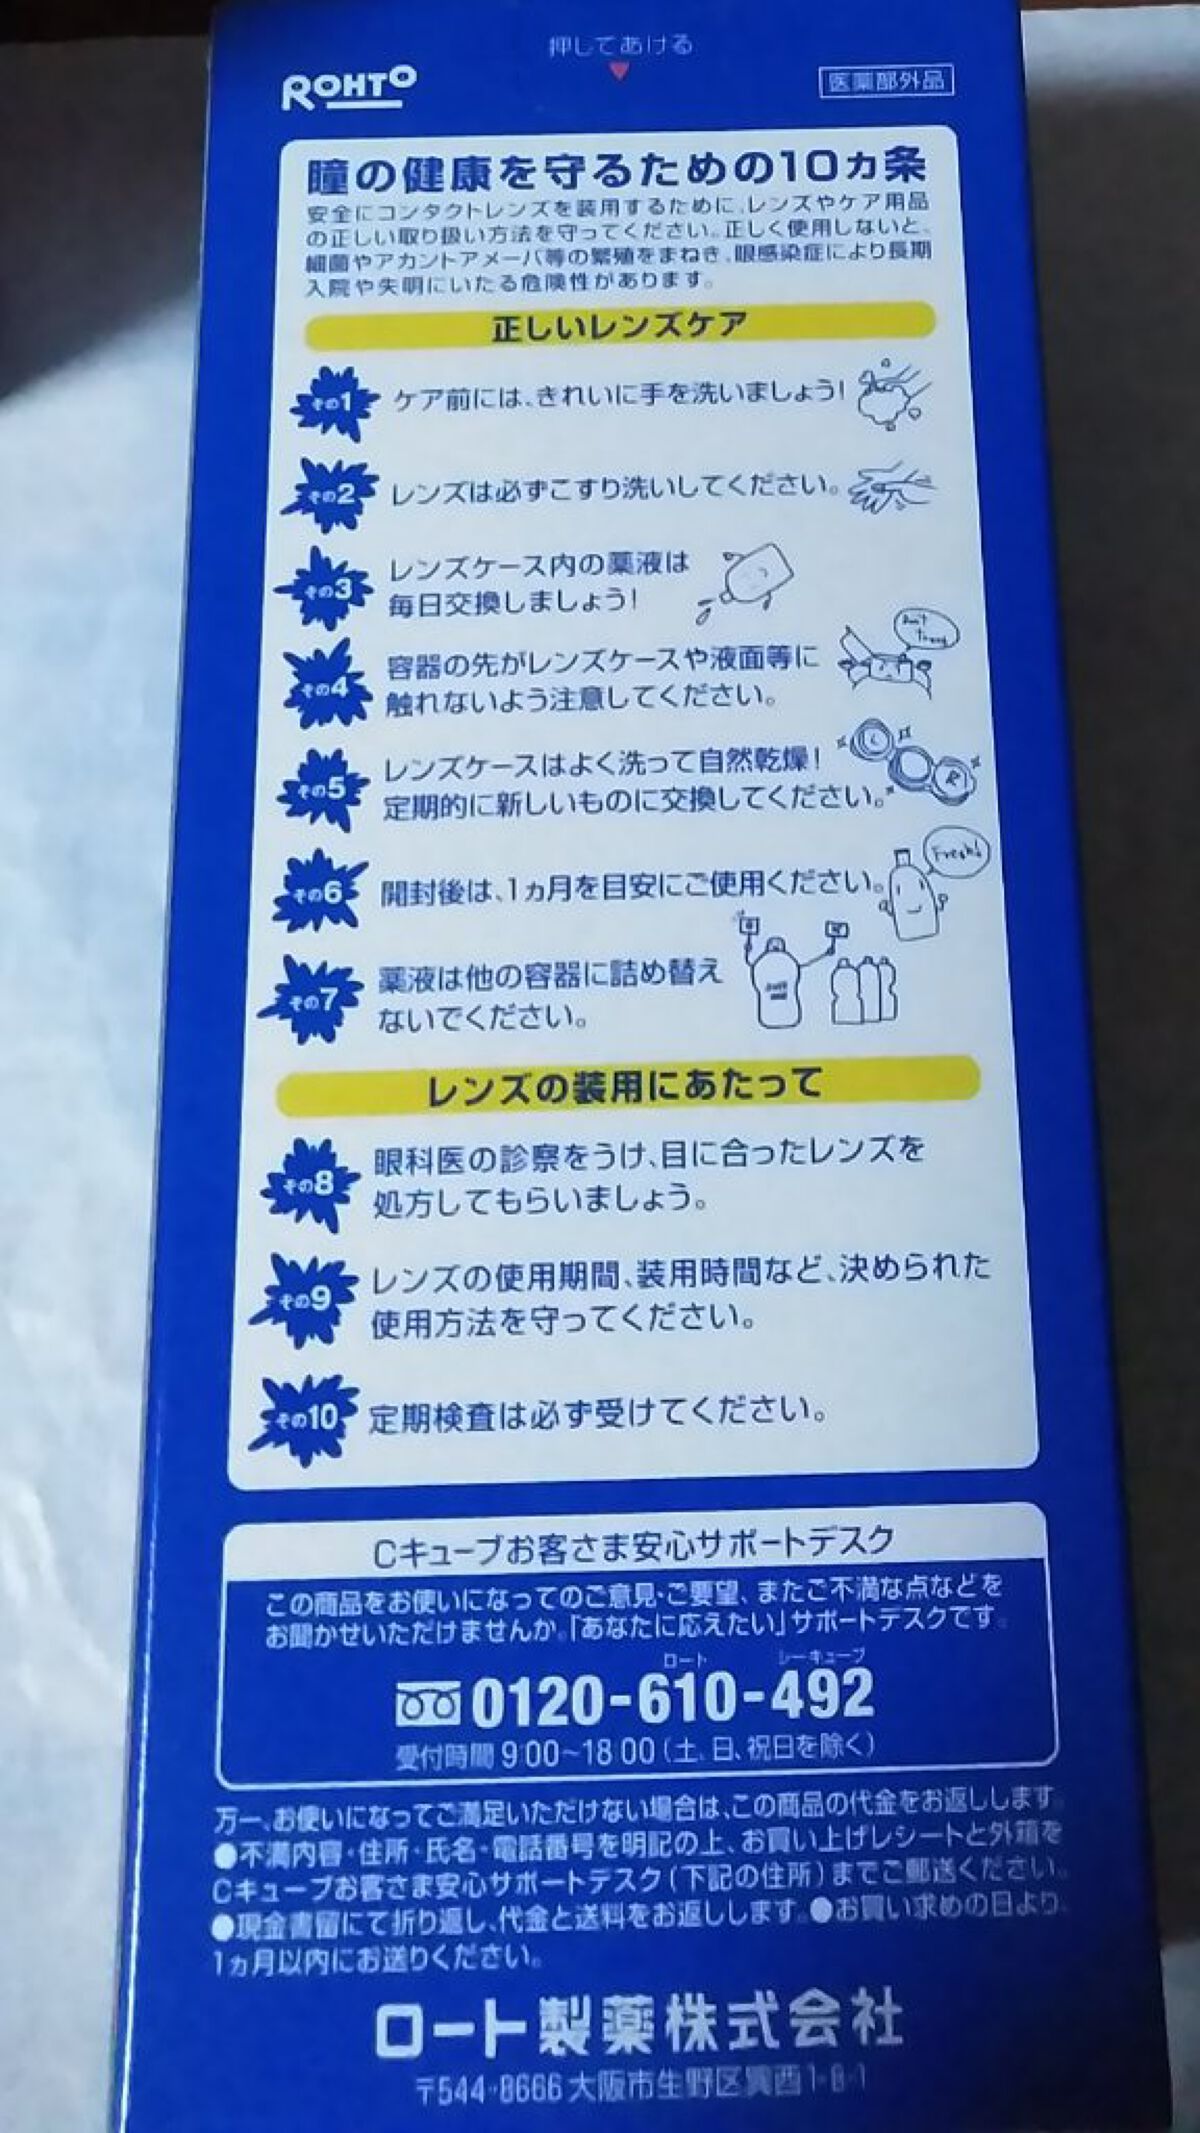 押してあける
ROHTO
医薬部外品
瞳の健康を守るための10ヵ条
安全にコンタクトレンズを装用するために、レンズやケア用品
の正しい取り扱い方法を守ってください。正しく使用しないと、
細菌やアカントアメーバ等の繁殖をまねき、眼感染症により長期
入院や失明にいたる危険性があります。
正しいレンズケア
その1 ケア前には、きれいに手を洗いましょう!
その2 レンズは必ずこすり洗いしてください。
その3 レンズケース内の薬液は
毎日交換しましょう!
その4 容器の先がレンズケースや液面等に
触れないよう注意してください。
Don't
その5 レンズケースはよく洗って自然乾燥!
定期的に新しいものに交換してください。
L
R
その6 開封後は、1ヵ月を目安にご使用ください。
Fresh!
その7 薬液は他の容器に詰め替え
ないでください。
レンズの装用にあたって
その8 眼科医の診察をうけ、目に合ったレンズを
処方してもらいましょう。
その9 レンズの使用期間、装用時間など、決められた
使用方法を守ってください。
その10 定期検査は必ず受けてください。
Cキューブお客さま安心サポートデスク
この商品をお使いになってのご意見・ご要望、またご不満な点などを
お聞かせいただけませんか。「あなたに応えたい」サポートデスクです。
ロート シーキューブ
0120-610-492
受付時間 9:00~18:00(土、日、祝日を除く)
万一、お使いになってご満足いただけない場合は、この商品の代金をお返しします。
●不満内容・住所・氏名・電話番号を明記の上、お買い上げレシートと外箱を
Cキューブお客さま安心サポートデスク(下記の住所)までご郵送ください。
●現金書留にて折り返し、代金と送料をお返しします。●お買い求めの日より、
1ヵ月以内にお送りください。
ロート製薬株式会社
〒544-8666 大阪市生野区巽西1-8-1